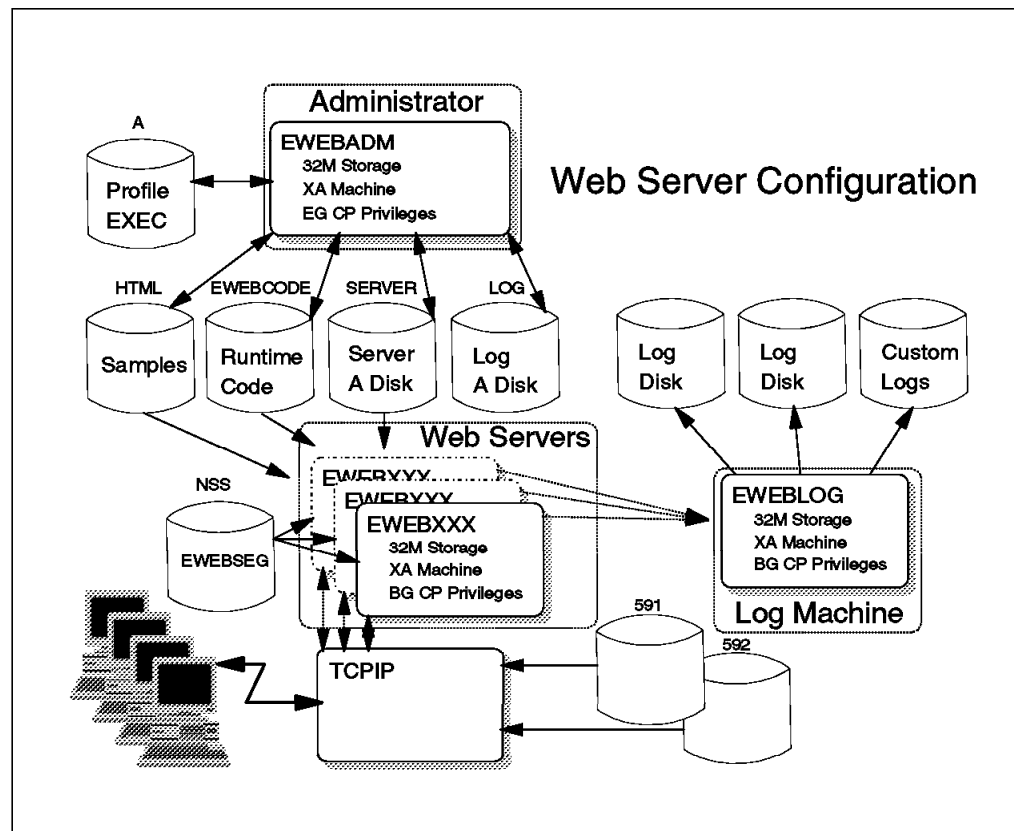 Administrator
A
EWEBADM
32M Storage
XA Machine
EG CP Privileges
Profile
EXEC
Web Server Configuration
HTML
EWEBCODE
SERVER
LOG
Samples
Runtime
Code
Server
A Disk
Log
A Disk
Log
Disk
Log
Disk
Custom
Logs
Web Servers
EWEBXXX
EWEBXXX
EWEBXXX
32M Storage
XA Machine
BG CP Privileges
NSS
EWEBSEG
EWEBLOG
32M Storage
XA Machine
BG CP Privileges
Log Machine
591
592
TCPIP